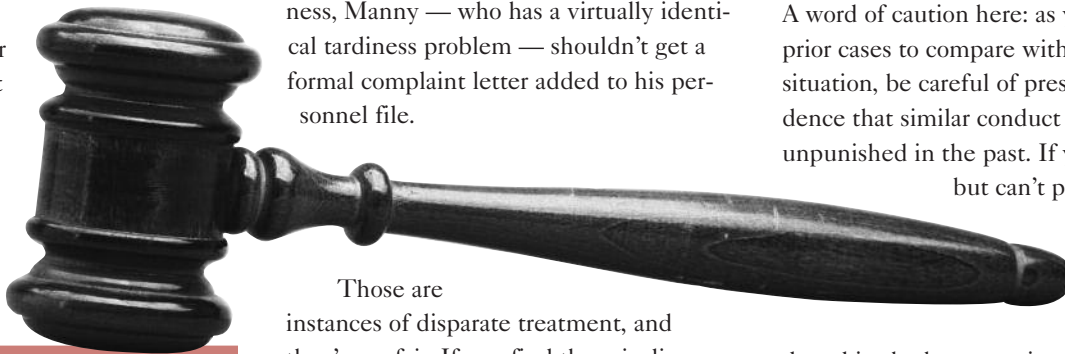 r
t
ness, Manny — who has a virtually identi-
cal tardiness problem — shouldn’t get a
formal complaint letter added to his per-
sonnel file.
Those are
instances of disparate treatment, and
A word of caution here: as
prior cases to compare with
situation, be careful of pres
dence that similar conduct
unpunished in the past. If
but can’t p